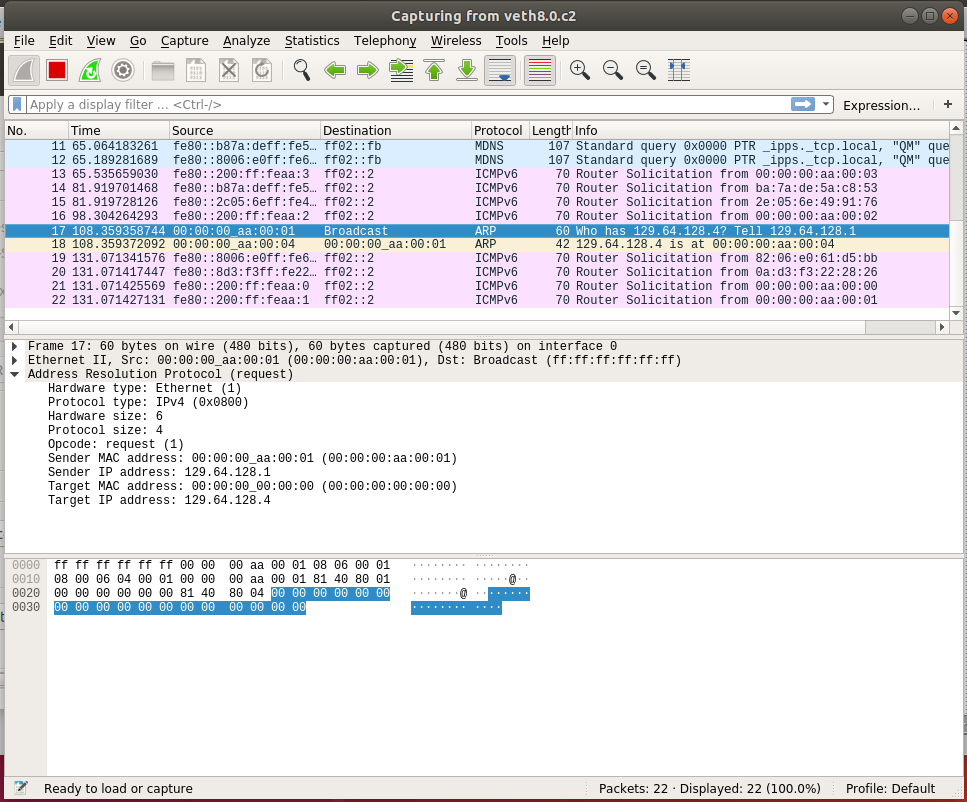 Capturing from veth8.0.c2
File Edit View Go Capture Analyze Statistics Telephony Wireless Tools Help
Apply a display filter ... <Ctrl-/> Expression... +
No. Time Source Destination Protocol Length Info
11 65.064183261 fe80::b87a:deff:fe5... ff02::fb MDNS 107 Standard query 0x0000 PTR _ipps._tcp.local, "QM" que
12 65.189281689 fe80::8006:e0ff:fe6... ff02::fb MDNS 107 Standard query 0x0000 PTR _ipps._tcp.local, "QM" que
13 65.535659030 fe80::200:ff:feaa:3 ff02::2 ICMPv6 70 Router Solicitation from 00:00:00:aa:00:03
14 81.919701468 fe80::b87a:deff:fe5... ff02::2 ICMPv6 70 Router Solicitation from ba:7a:de:5a:c8:53
15 81.919728126 fe80::2c05:6eff:fe4... ff02::2 ICMPv6 70 Router Solicitation from 2e:05:6e:49:91:76
16 98.304264293 fe80::200:ff:feaa:2 ff02::2 ICMPv6 70 Router Solicitation from 00:00:00:aa:00:02
17 108.359358744 00:00:00_aa:00:01 Broadcast ARP 60 Who has 129.64.128.4? Tell 129.64.128.1
18 108.359372092 00:00:00_aa:00:04 00:00:00_aa:00:01 ARP 42 129.64.128.4 is at 00:00:00:aa:00:04
19 131.071341576 fe80::8006:e0ff:fe6... ff02::2 ICMPv6 70 Router Solicitation from 82:06:e0:61:d5:bb
20 131.071417447 fe80::8d3:f3ff:fe22... ff02::2 ICMPv6 70 Router Solicitation from 0a:d3:f3:22:28:26
21 131.071425569 fe80::200:ff:feaa:0 ff02::2 ICMPv6 70 Router Solicitation from 00:00:00:aa:00:00
22 131.071427131 fe80::200:ff:feaa:1 ff02::2 ICMPv6 70 Router Solicitation from 00:00:00:aa:00:01
Frame 17: 60 bytes on wire (480 bits), 60 bytes captured (480 bits) on interface 0
Ethernet II, Src: 00:00:00_aa:00:01 (00:00:00:aa:00:01), Dst: Broadcast (ff:ff:ff:ff:ff:ff)
Address Resolution Protocol (request)
Hardware type: Ethernet (1)
Protocol type: IPv4 (0x0800)
Hardware size: 6
Protocol size: 4
Opcode: request (1)
Sender MAC address: 00:00:00_aa:00:01 (00:00:00:aa:00:01)
Sender IP address: 129.64.128.1
Target MAC address: 00:00:00_00:00:00 (00:00:00:00:00:00)
Target IP address: 129.64.128.4
0000 ff ff ff ff ff ff 00 00 00 aa 00 01 08 06 00 01 ········ ········
0010 08 00 06 04 00 01 00 00 00 aa 00 01 81 40 80 01 ········ ·····@··
0020 00 00 00 00 00 00 81 40 80 04 00 00 00 00 00 00 ·······@ ········
0030 00 00 00 00 00 00 00 00 00 00 00 00 ········ ····
Ready to load or capture Packets: 22 · Displayed: 22 (100.0%) Profile: Default